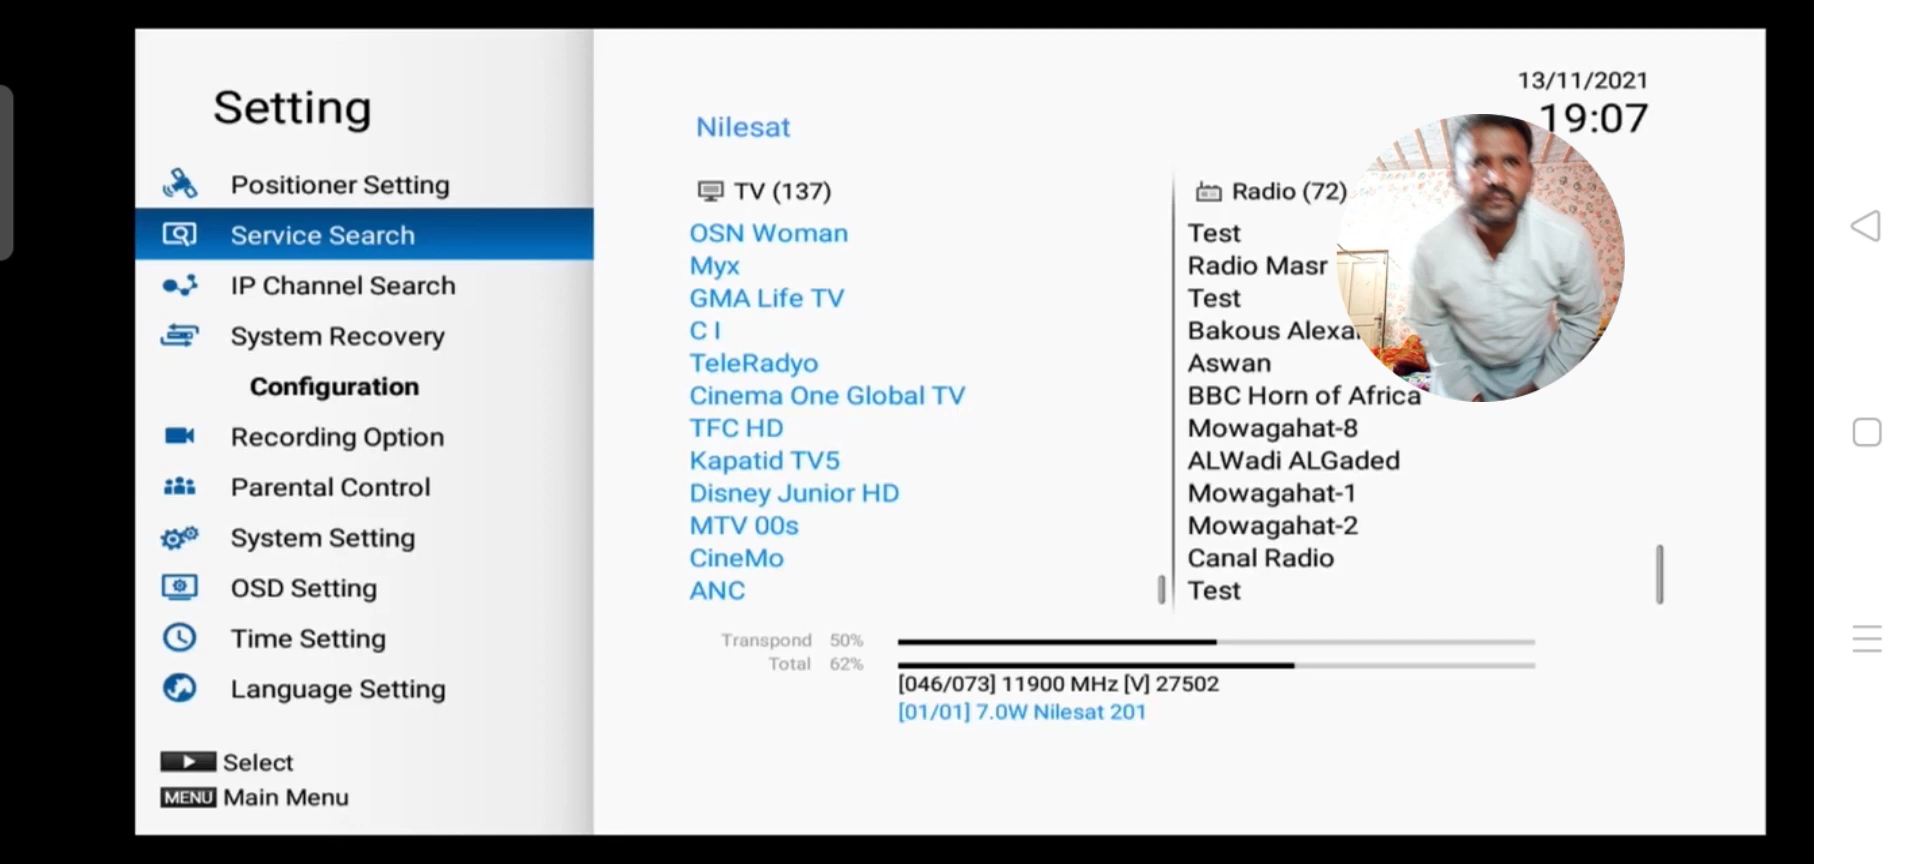 Setting
Positioner Setting
Service Search
IP Channel Search
System Recovery
Configuration
Recording Option
Parental Control
System Setting
OSD Setting
Time Setting
Language Setting
Select
MENU Main Menu
13/11/2021
19:07
Nilesat
TV (137)
OSN Woman
Myx
GMA Life TV
C I
TeleRadyo
Cinema One Global TV
TFC HD
Kapatid TV5
Disney Junior HD
MTV 00s
CineMo
ANC
Radio (72)
Test
Radio Masr
Test
Bakous
Aswan
BBC Horn of Africa
Mowagahat-8
ALWadi ALGaded
Mowagahat-1
Mowagahat-2
Canal Radio
Test
Transpond 50%
Total 62%
[046/073] 11900 MHz [V] 27502
[01/01] 7.0W Nilesat 201